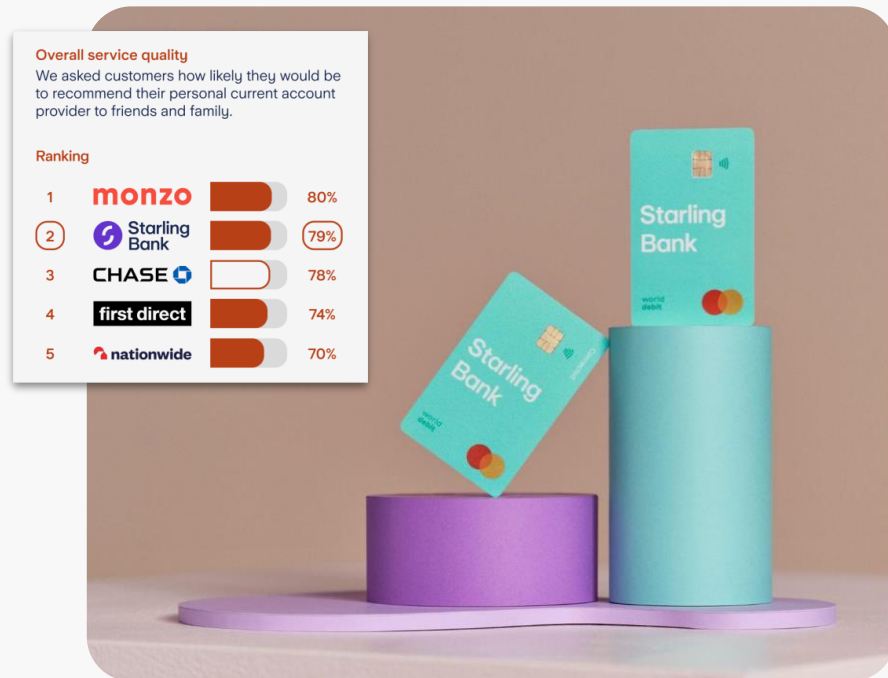 Overall service quality
We asked customers how likely they would be
to recommend their personal current account
provider to friends and family.
Ranking
1 monzo 80%
2 Starling Bank 79%
3 CHASE 78%
4 first direct 74%
5 nationwide 70%
Starling
Bank
world
debit
Starling
Bank
Connected
world
debit